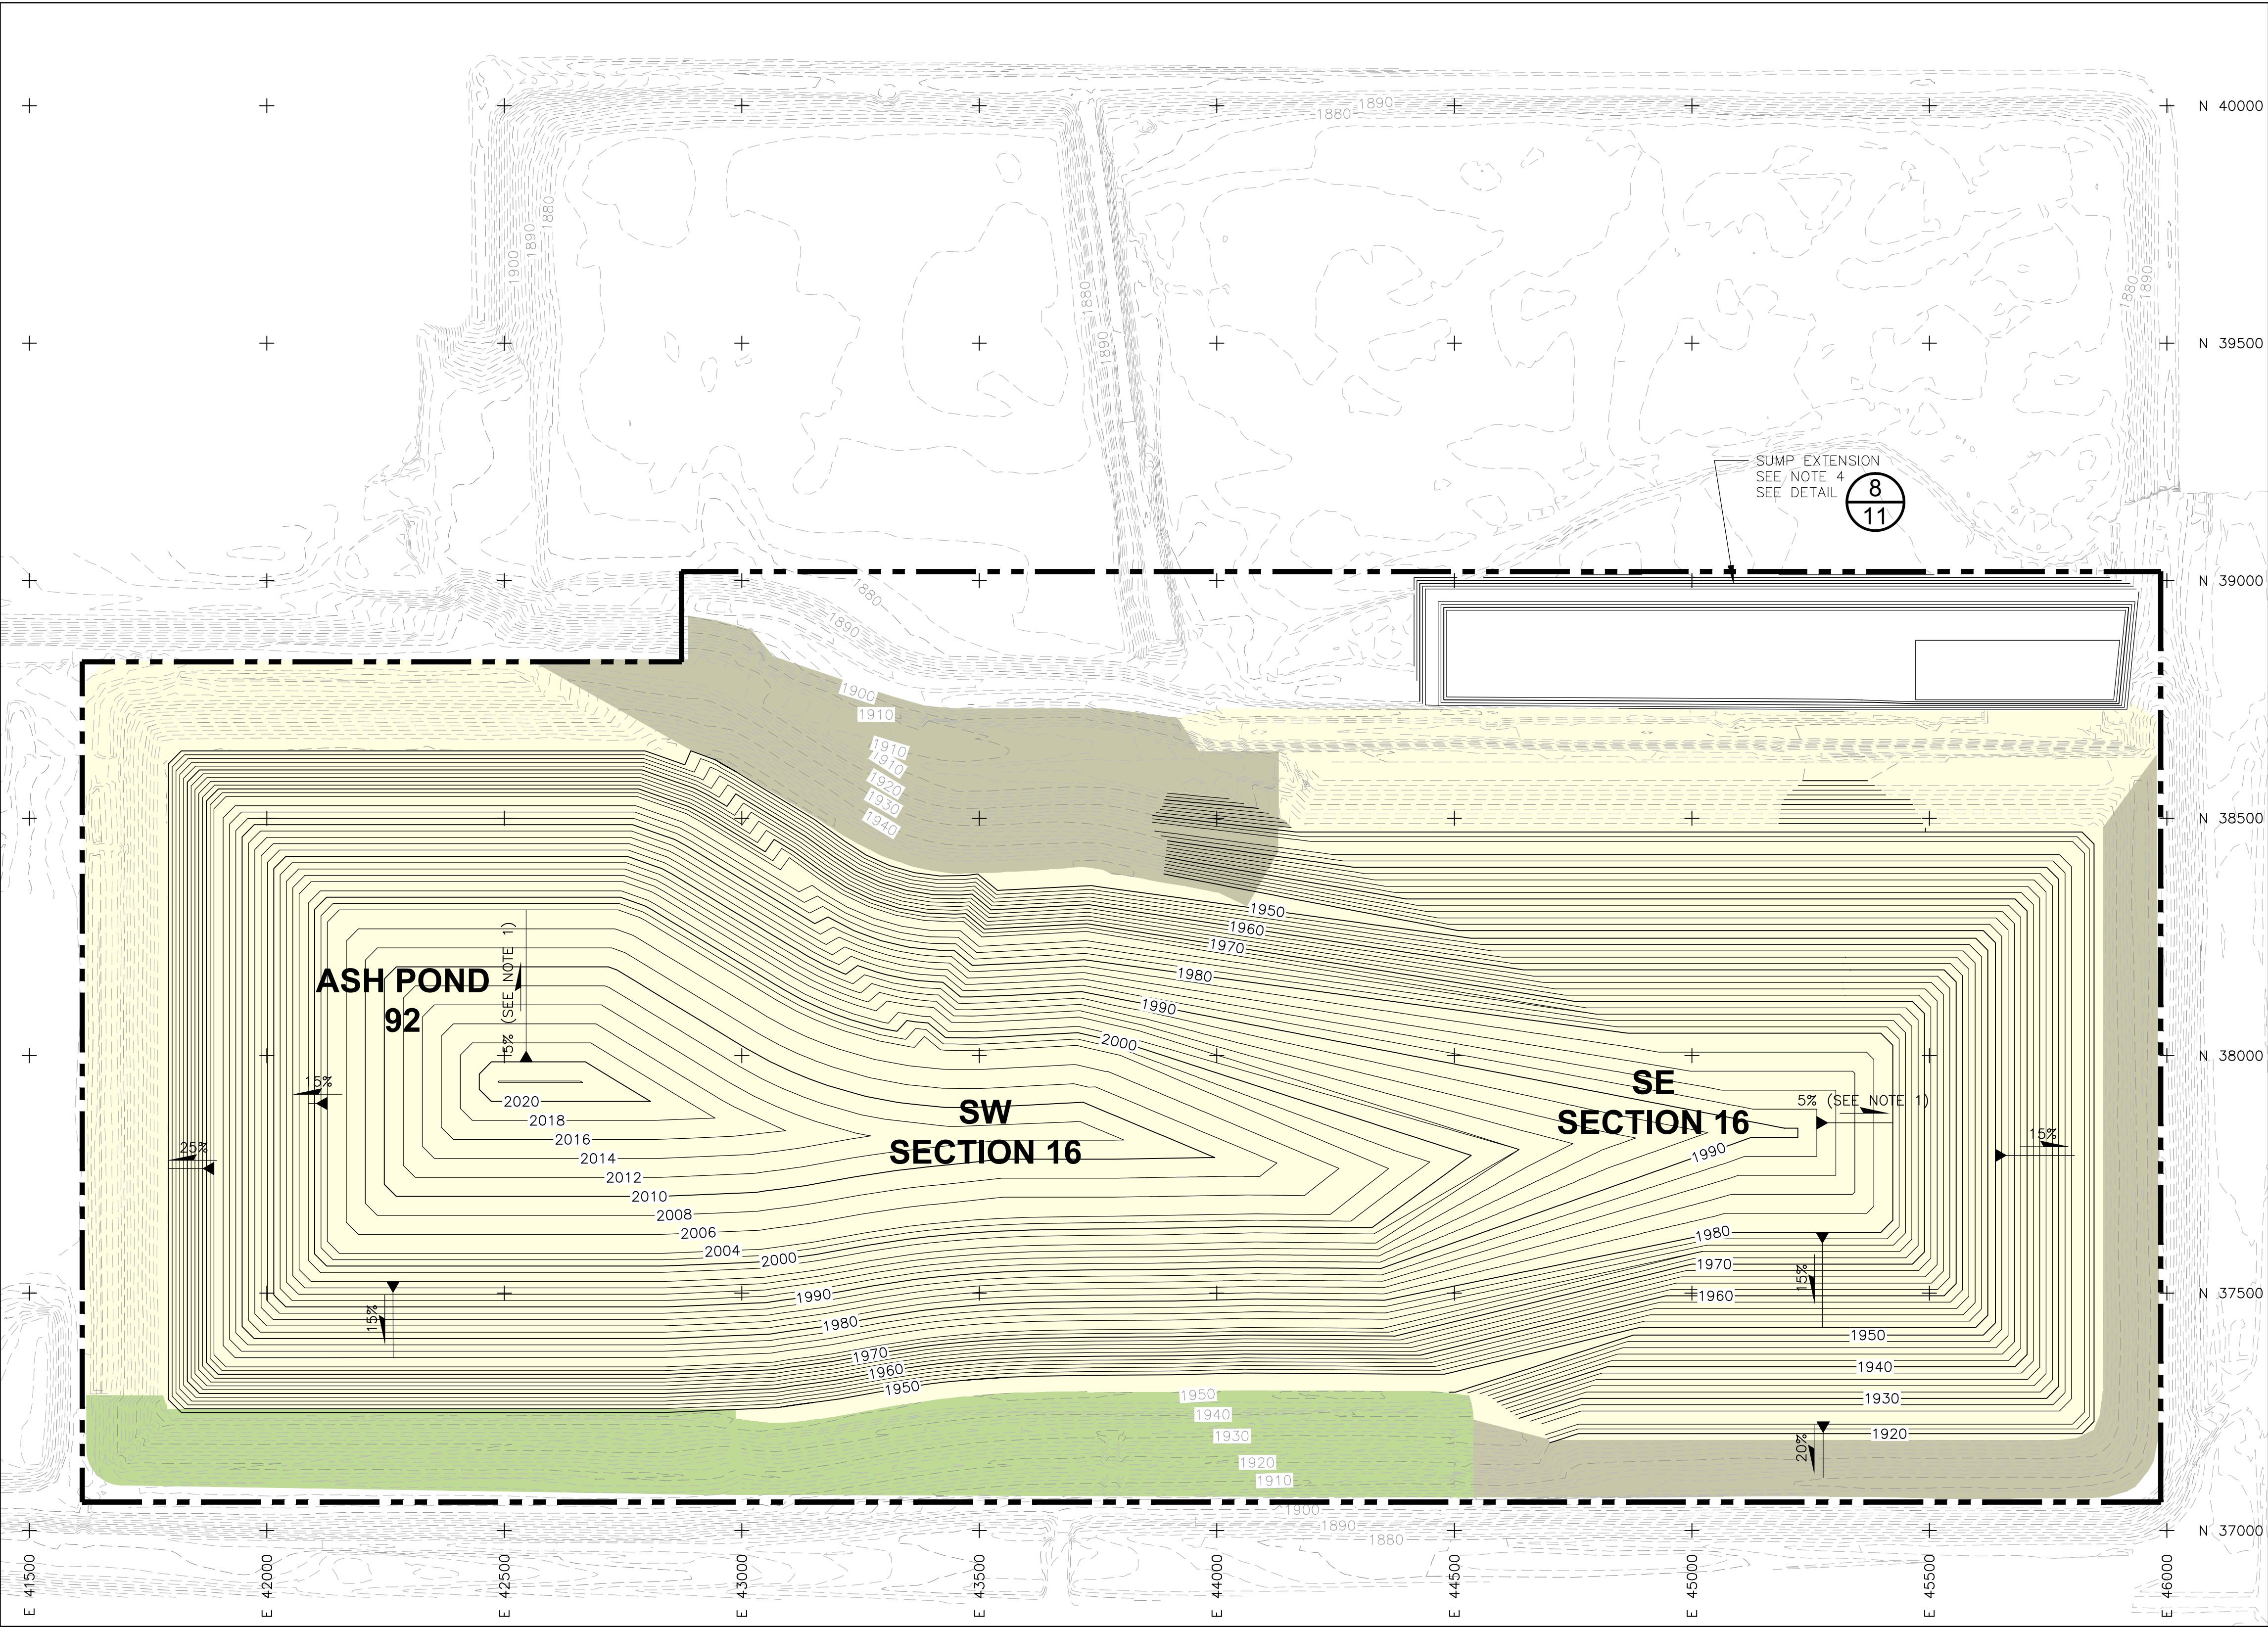 1890
N 40000
1880
1880
1890
1900
1880
1890
1880
1890
N 39500
SUMP EXTENSION
SEE NOTE 4
SEE DETAIL
8
11
1880
1890
N 39000
1900
1910
1910
1910
1920
1930
1940
N 38500
1950
1960
1970
1980
1990
2000
5% (SEE NOTE 1)
ASH POND
92
N 38000
15%
25%
2020
2018
2016
2014
2012
2010
2008
2006
2004
2000
1990
1980
1970
1960
1950
SW
SECTION 16
SE
SECTION 16
5% (SEE NOTE 1)
15%
1990
1980
1970
1960
1950
1940
1930
1920
15%
15%
20%
N 37500
1950
1940
1930
1920
1910
1900
1890
1880
N 37000
E 41500
E 42000
E 42500
E 43000
E 43500
E 44000
E 44500
E 45000
E 45500
E 46000